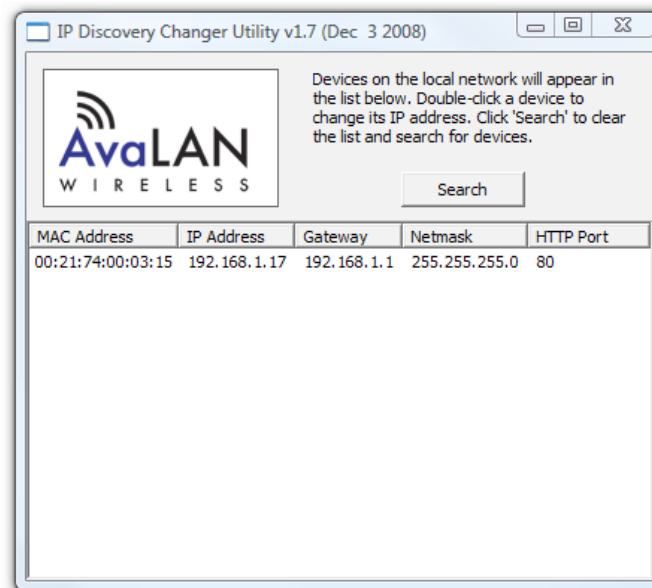 IP Discovery Changer Utility v1.7 (Dec 3 2008)
Devices on the local network will appear in
the list below. Double-click a device to
change its IP address. Click 'Search' to clear
the list and search for devices.
AvaLAN
WIRELESS
Search
MAC Address IP Address Gateway Netmask HTTP Port
00:21:74:00:03:15 192.168.1.17 192.168.1.1 255.255.255.0 80